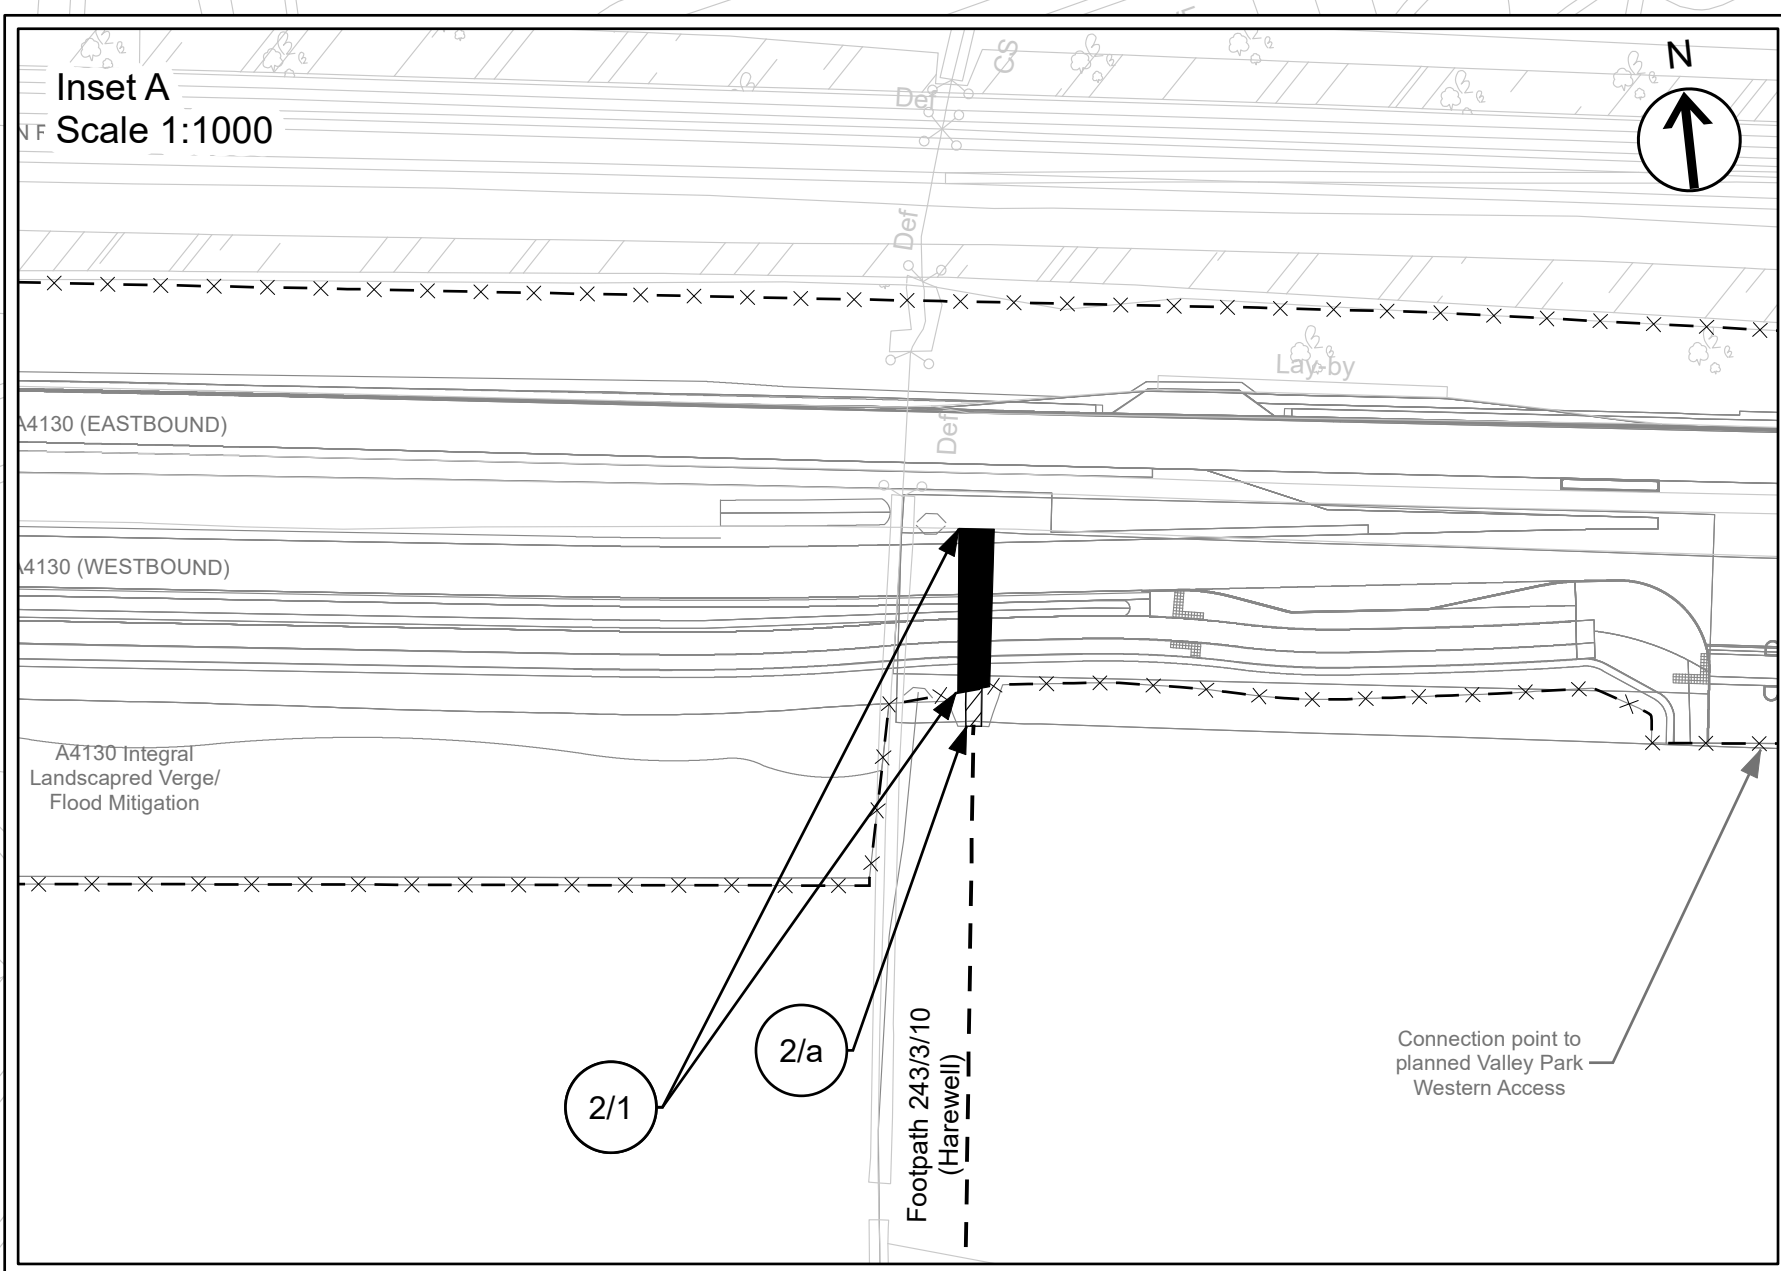 Inset A
Scale 1:1000
N F
N
CS
Def
Def
Lay-by
Def
A4130 (EASTBOUND)
A4130 (WESTBOUND)
A4130 Integral
Landscapred Verge/
Flood Mitigation
2/1
2/a
Footpath 243/3/10
(Harewell)
Connection point to
planned Valley Park
Western Access